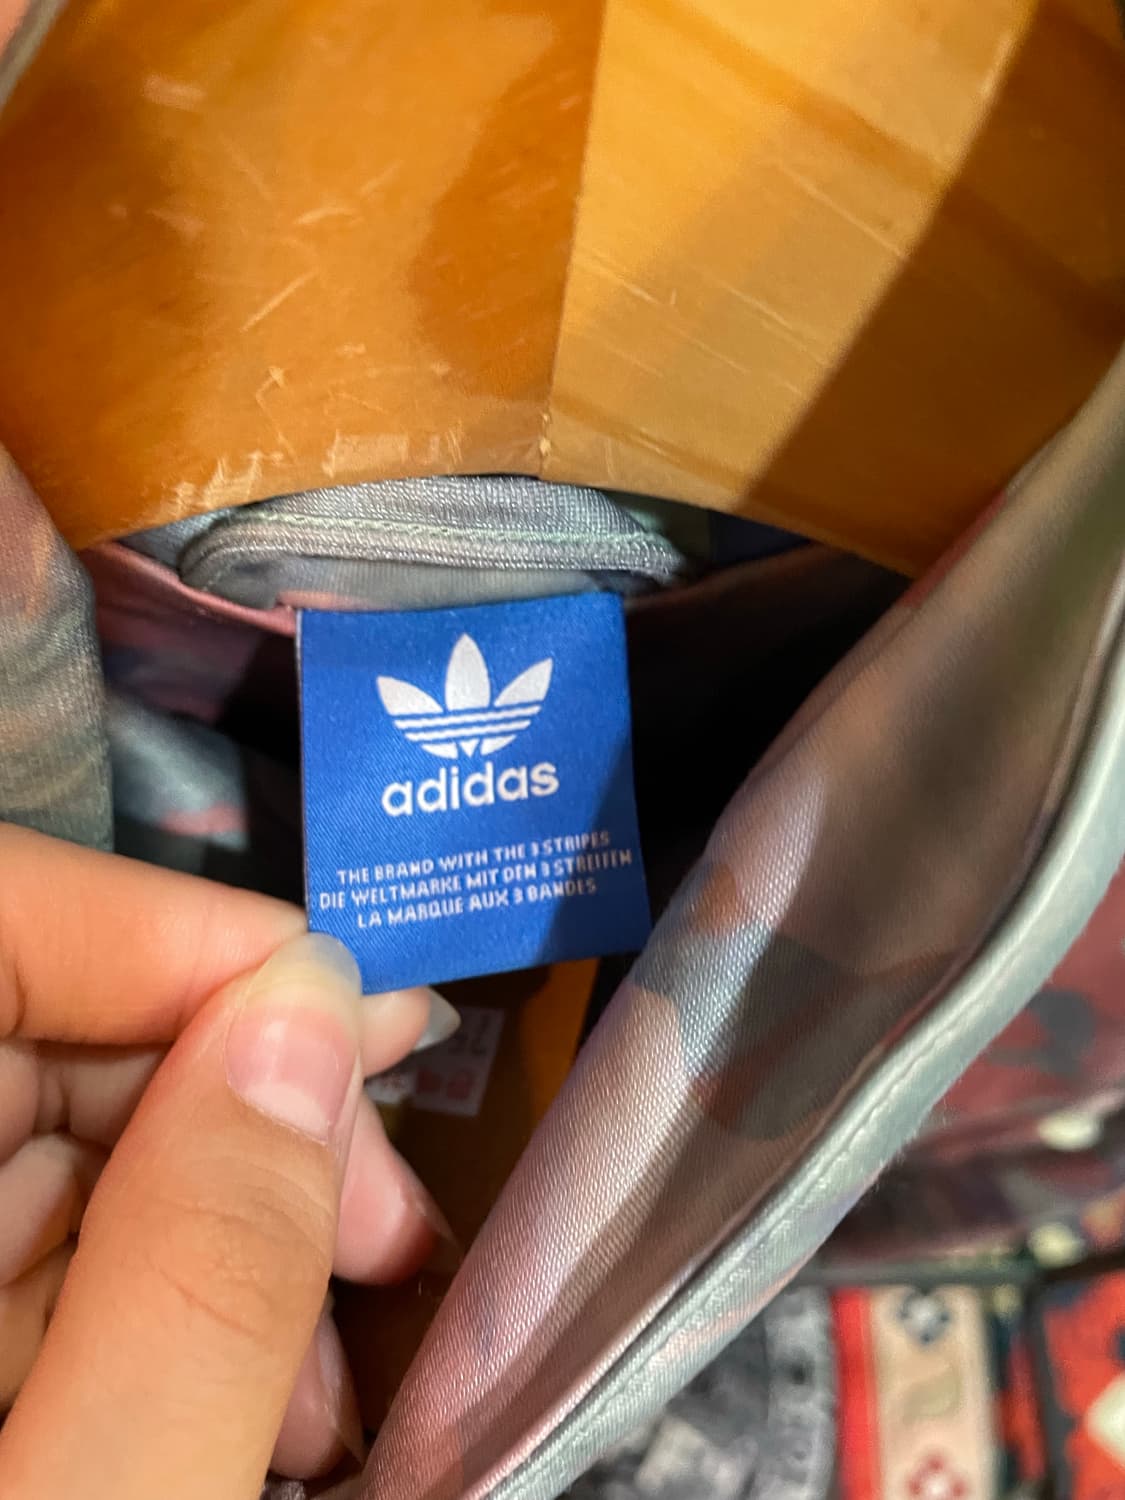 adidas
THE BRAND WITH THE 3 STRIPES
DIE WELTMARKE MIT DEN 3 STREIFEN
LA MARQUE AUX 3 BANDES